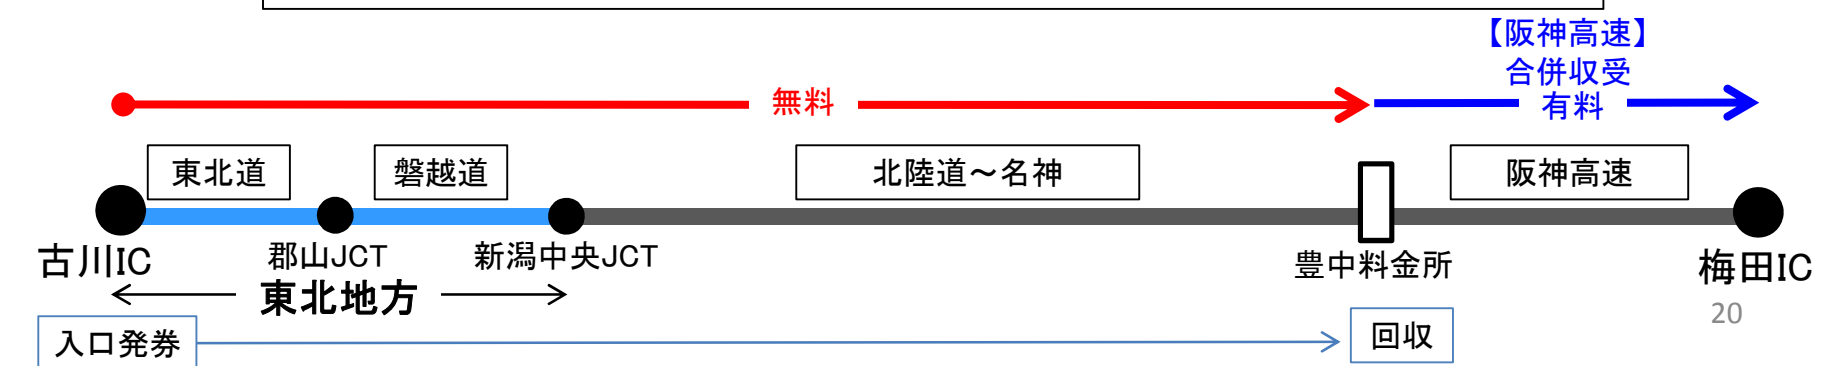 【阪神高速】
合併収受
有料
無料
東北道
磐越道
北陸道～名神
阪神高速
古川IC
郡山JCT
新潟中央JCT
豊中料金所
梅田IC
東北地方
20
入口発券
回収